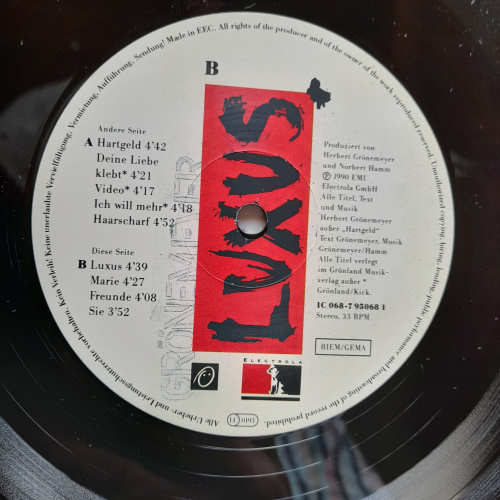 B
LUXUS
GRÖNEMEYER
Andere Seite
A Hartgeld 4'42
Deine Liebe
klebt* 4'21
Video* 4'17
Ich will mehr* 4'18
Haarscharf 4'52
Diese Seite
B Luxus 4'39
Marie 4'27
Freunde 4'08
Sie 3'52
Produziert von
Herbert Grönemeyer
und Norbert Hamm
℗ 1990 EMI
Electrola GmbH
Alle Titel, Text
und Musik
Herbert Grönemeyer
außer „Hartgeld"
Text Grönemeyer, Musik
Grönemeyer/Hamm
Alle Titel verlegt
im Grönland Musik-
verlag außer *
Grönland/Kick.
1C 068-7 95068 1
Stereo, 33 RPM
BIEM/GEMA
ELECTROLA
Alle Urheber- und Leistungsschutzrechte vorbehalten. Kein Verleih! Keine unerlaubte Vervielfältigung, Vermietung, Aufführung, Sendung! Made in EEC. All rights of the producer and of the owner of the work reproduced reserved. Unauthorized copying, hiring, lending, public performance and broadcasting of this record prohibited.